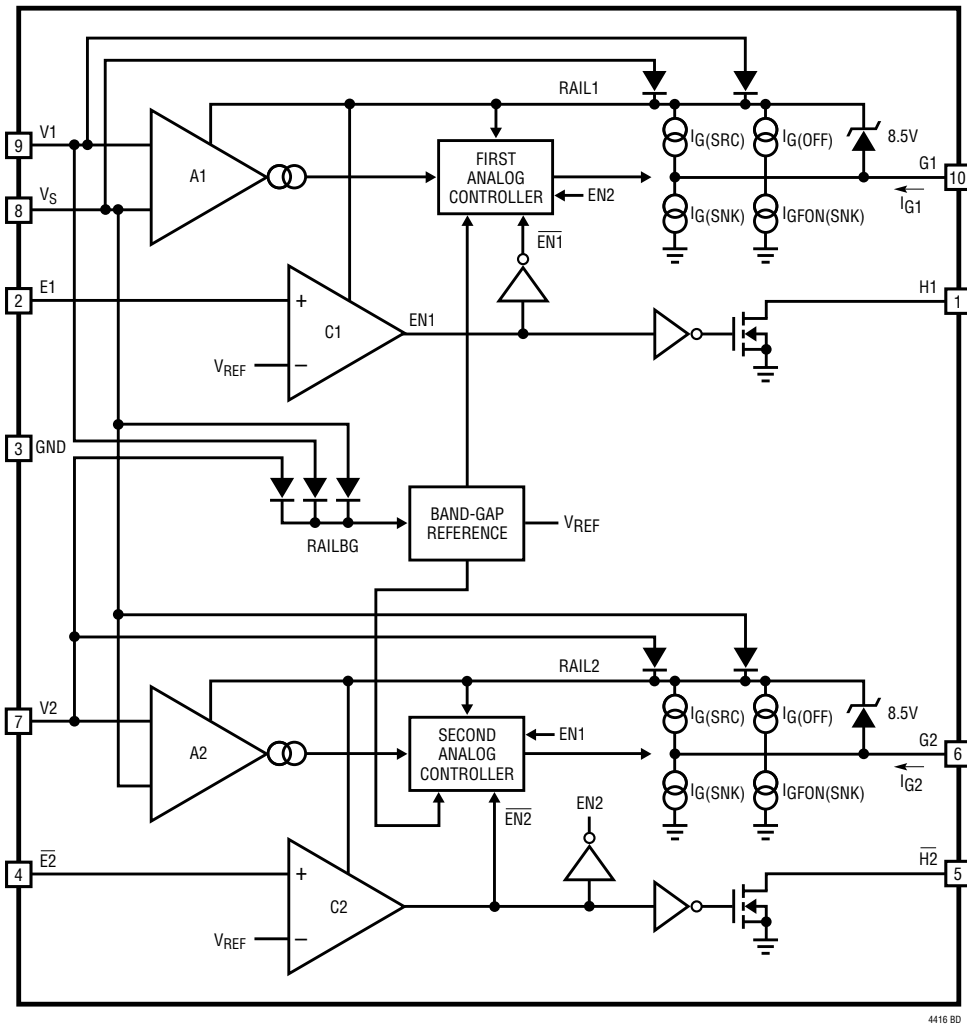 RAIL1
9
V1
8.5V
A1
FIRST
ANALOG
CONTROLLER
IG(SRC)
IG(OFF)
G1
10
IG1
8
VS
EN2
EN1
IG(SNK)
IGFON(SNK)
2
E1
+
C1
EN1
H1
1
VREF
–
3
GND
BAND-GAP
REFERENCE
VREF
RAILBG
RAIL2
7
V2
8.5V
A2
SECOND
ANALOG
CONTROLLER
EN1
IG(SRC)
IG(OFF)
G2
6
IG2
IG(SNK)
IGFON(SNK)
EN2
EN2
4
E2
+
C2
H2
5
VREF
–
4416 BD